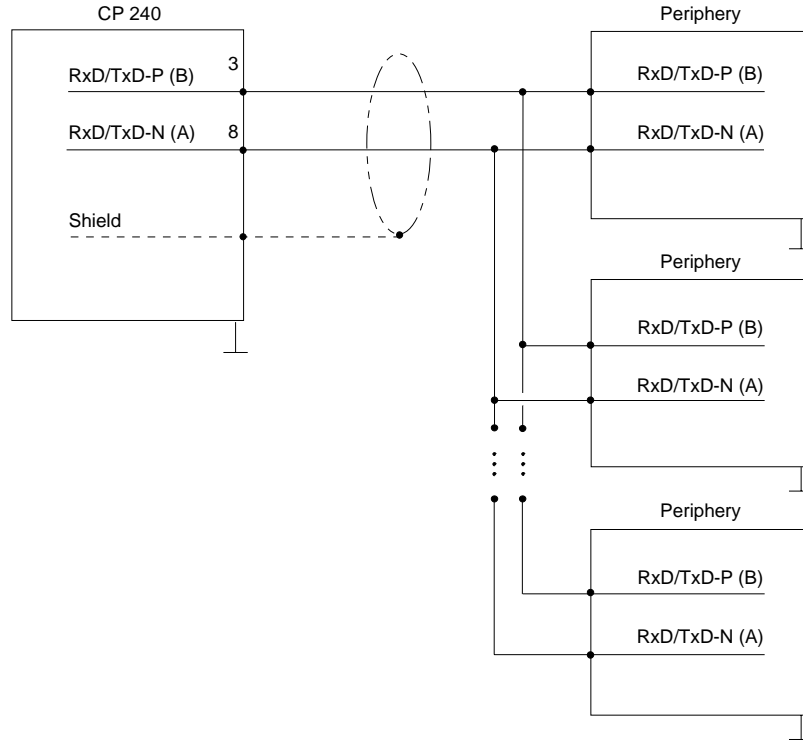 CP 240
3
RxD/TxD-P (B)
8
RxD/TxD-N (A)
Shield
Periphery
RxD/TxD-P (B)
RxD/TxD-N (A)
Periphery
RxD/TxD-P (B)
RxD/TxD-N (A)
Periphery
RxD/TxD-P (B)
RxD/TxD-N (A)